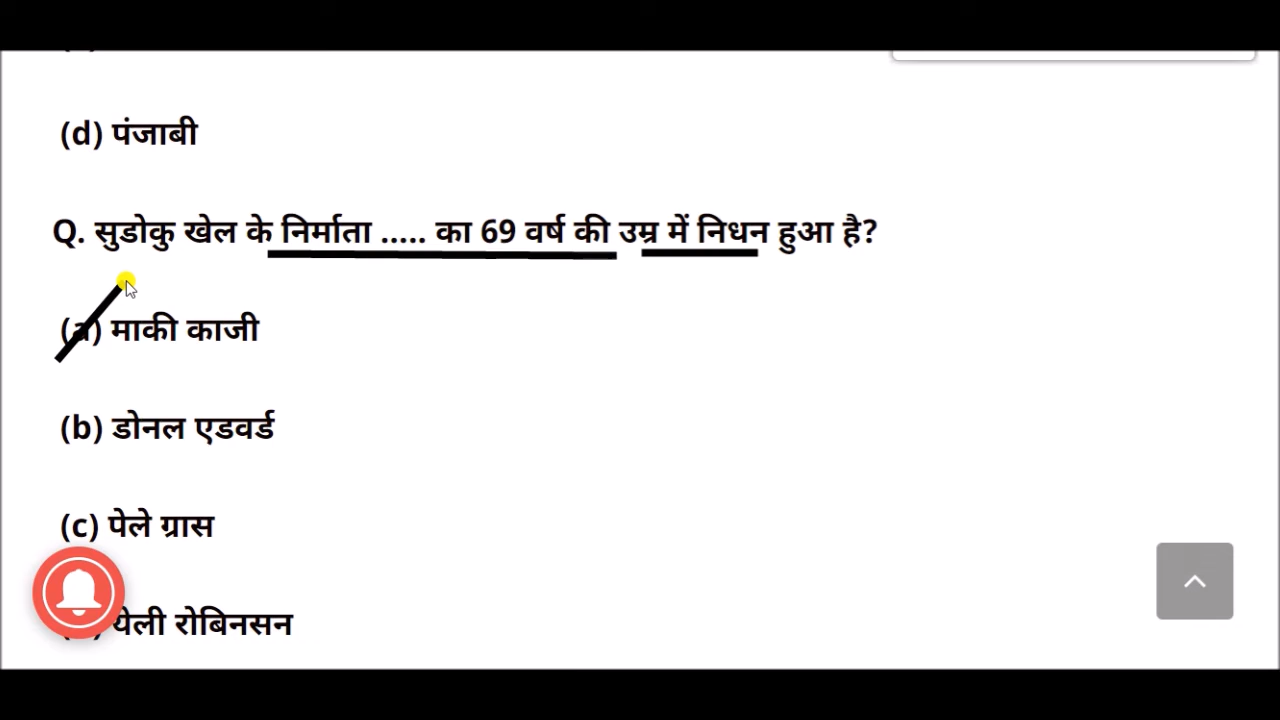 (d) पंजाबी
Q. सुडोकु खेल के निर्माता ..... का 69 वर्ष की उम्र में निधन हुआ है?
(a) माकी काजी
(b) डोनल एडवर्ड
(c) पेले ग्रास
येली रोबिनसन